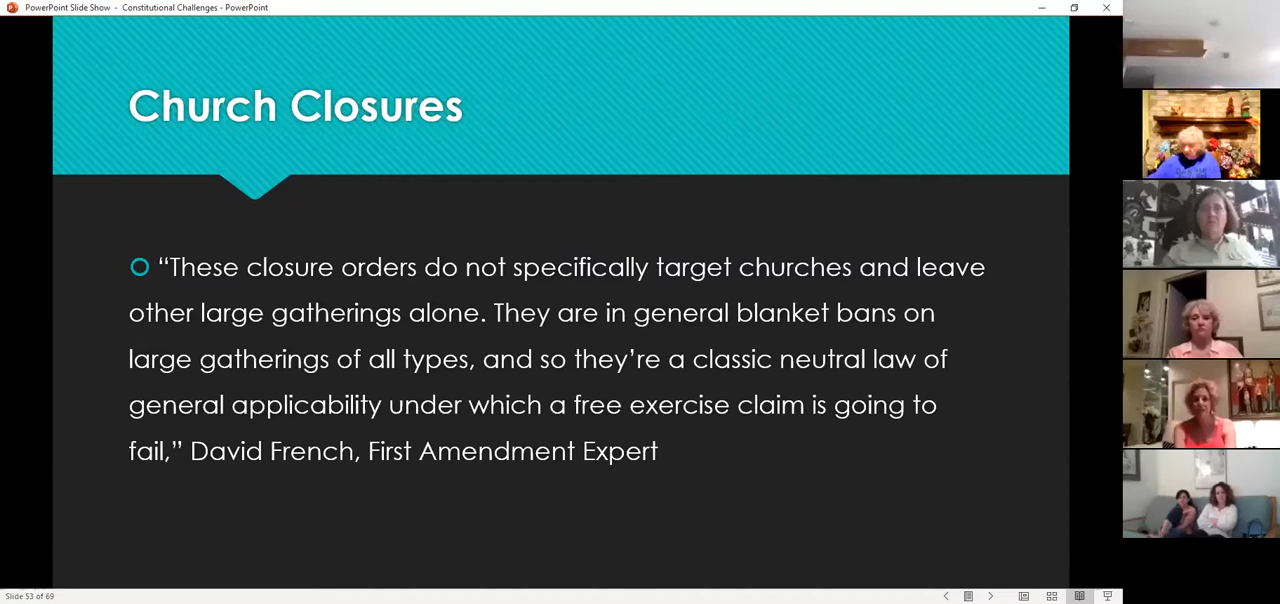 PowerPoint Slide Show - Constitutional Challenges - PowerPoint
Church Closures
“These closure orders do not specifically target churches and leave
other large gatherings alone. They are in general blanket bans on
large gatherings of all types, and so they’re a classic neutral law of
general applicability under which a free exercise claim is going to
fail,” David French, First Amendment Expert
Slide 53 of 69